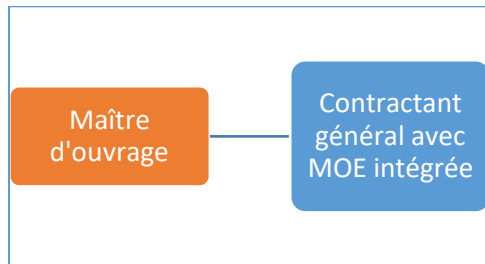 Maître
d'ouvrage
Contractant
général avec
MOE intégrée